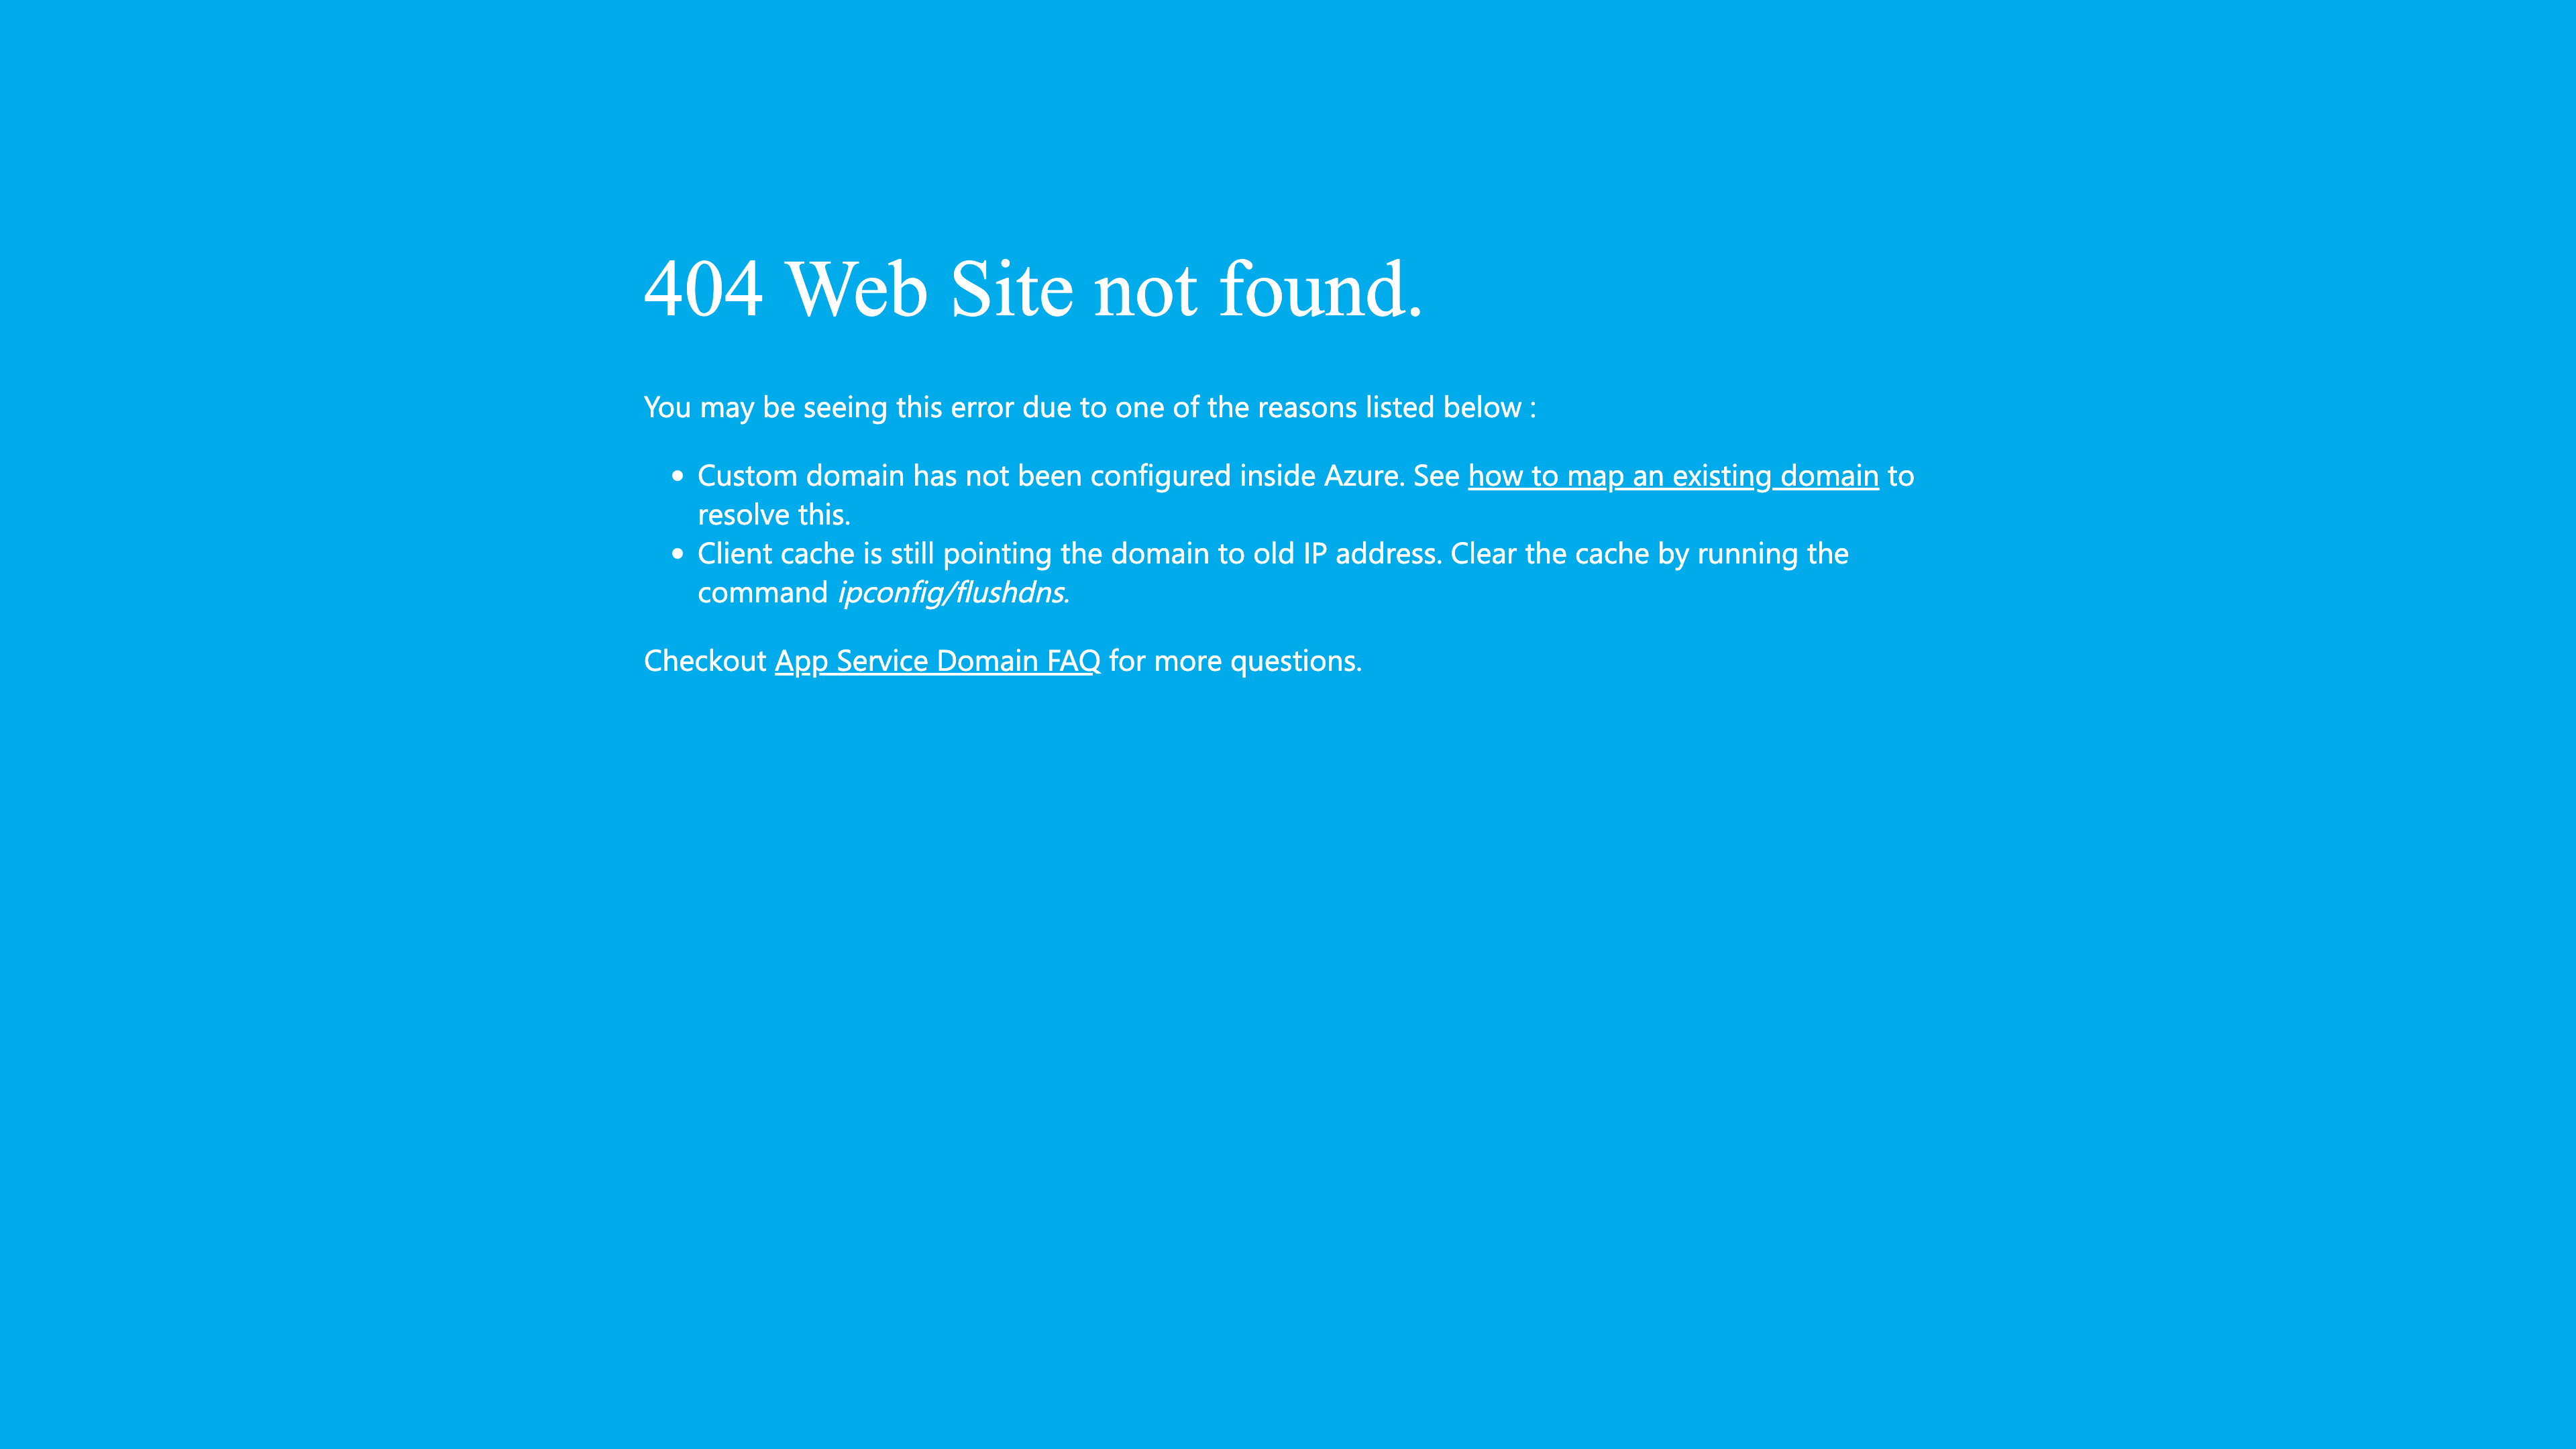 404 Web Site not found.
You may be seeing this error due to one of the reasons listed below :
• Custom domain has not been configured inside Azure. See how to map an existing domain to
resolve this.
• Client cache is still pointing the domain to old IP address. Clear the cache by running the
command ipconfig/flushdns.
Checkout App Service Domain FAQ for more questions.